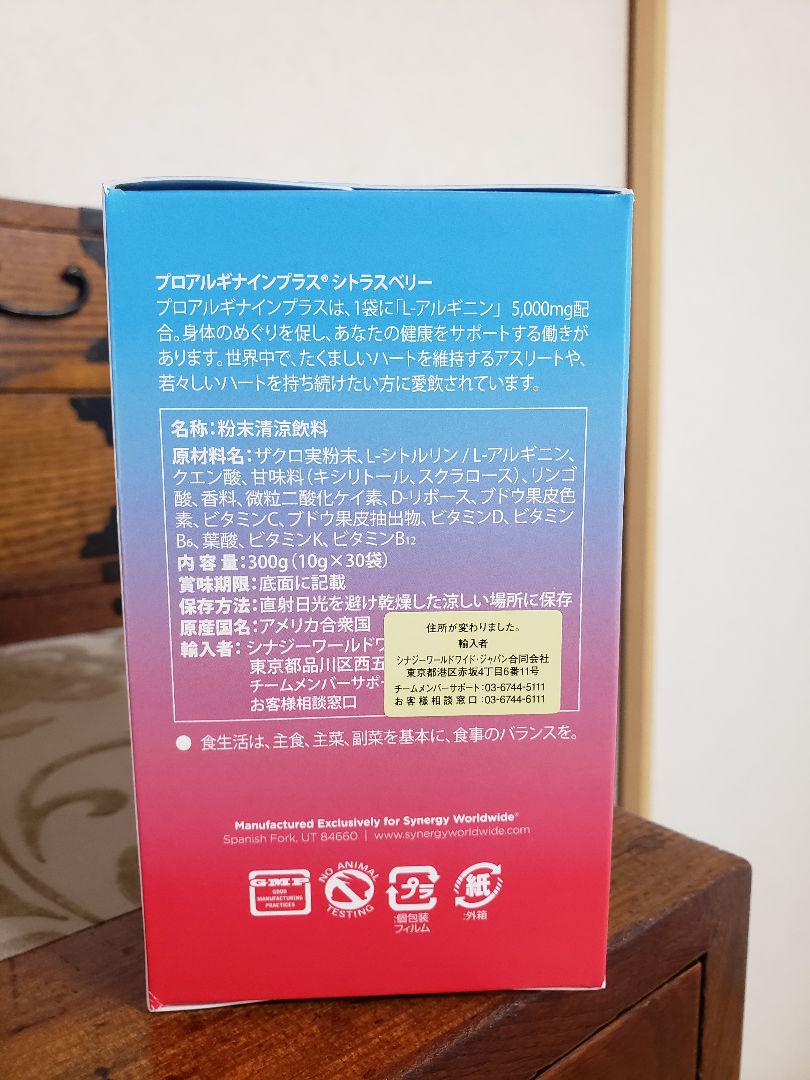 プロアルギナインプラス® シトラスベリー
プロアルギナインプラスは、1袋に「L-アルギニン」 5,000mg配
合。身体のめぐりを促し、あなたの健康をサポートする働きが
あります。世界中で、たくましいハートを維持するアスリートや、
若々しいハートを持ち続けたい方に愛飲されています。
名称：粉末清涼飲料
原材料名：ザクロ実粉末、L-シトルリン / L-アルギニン、
クエン酸、甘味料（キシリトール、スクラロース）、リンゴ
酸、香料、微粒二酸化ケイ素、D-リボース、ブドウ果皮色
素、ビタミンC、ブドウ果皮抽出物、ビタミンD、ビタミン
B6、葉酸、ビタミンK、ビタミンB12
内 容 量：300g（10g×30袋）
賞味期限：底面に記載
保存方法：直射日光を避け乾燥した涼しい場所に保存
原産国名：アメリカ合衆国
輸入者：シナジーワールドワ
東京都品川区西五
チームメンバーサポー
お客様相談窓口
住所が変わりました。
輸入者
シナジーワールドワイド・ジャパン合同会社
東京都港区赤坂4丁目6番11号
チームメンバーサポート：03-6744-5111
お客様相談窓口：03-6744-6111
● 食生活は、主食、主菜、副菜を基本に、食事のバランスを。
Manufactured Exclusively for Synergy Worldwide®
Spanish Fork, UT 84660 | www.synergyworldwide.com
GMP
GOOD
MANUFACTURING
PRACTICES
NO ANIMAL
TESTING
プラ
:個包装
フィルム
紙
:外箱